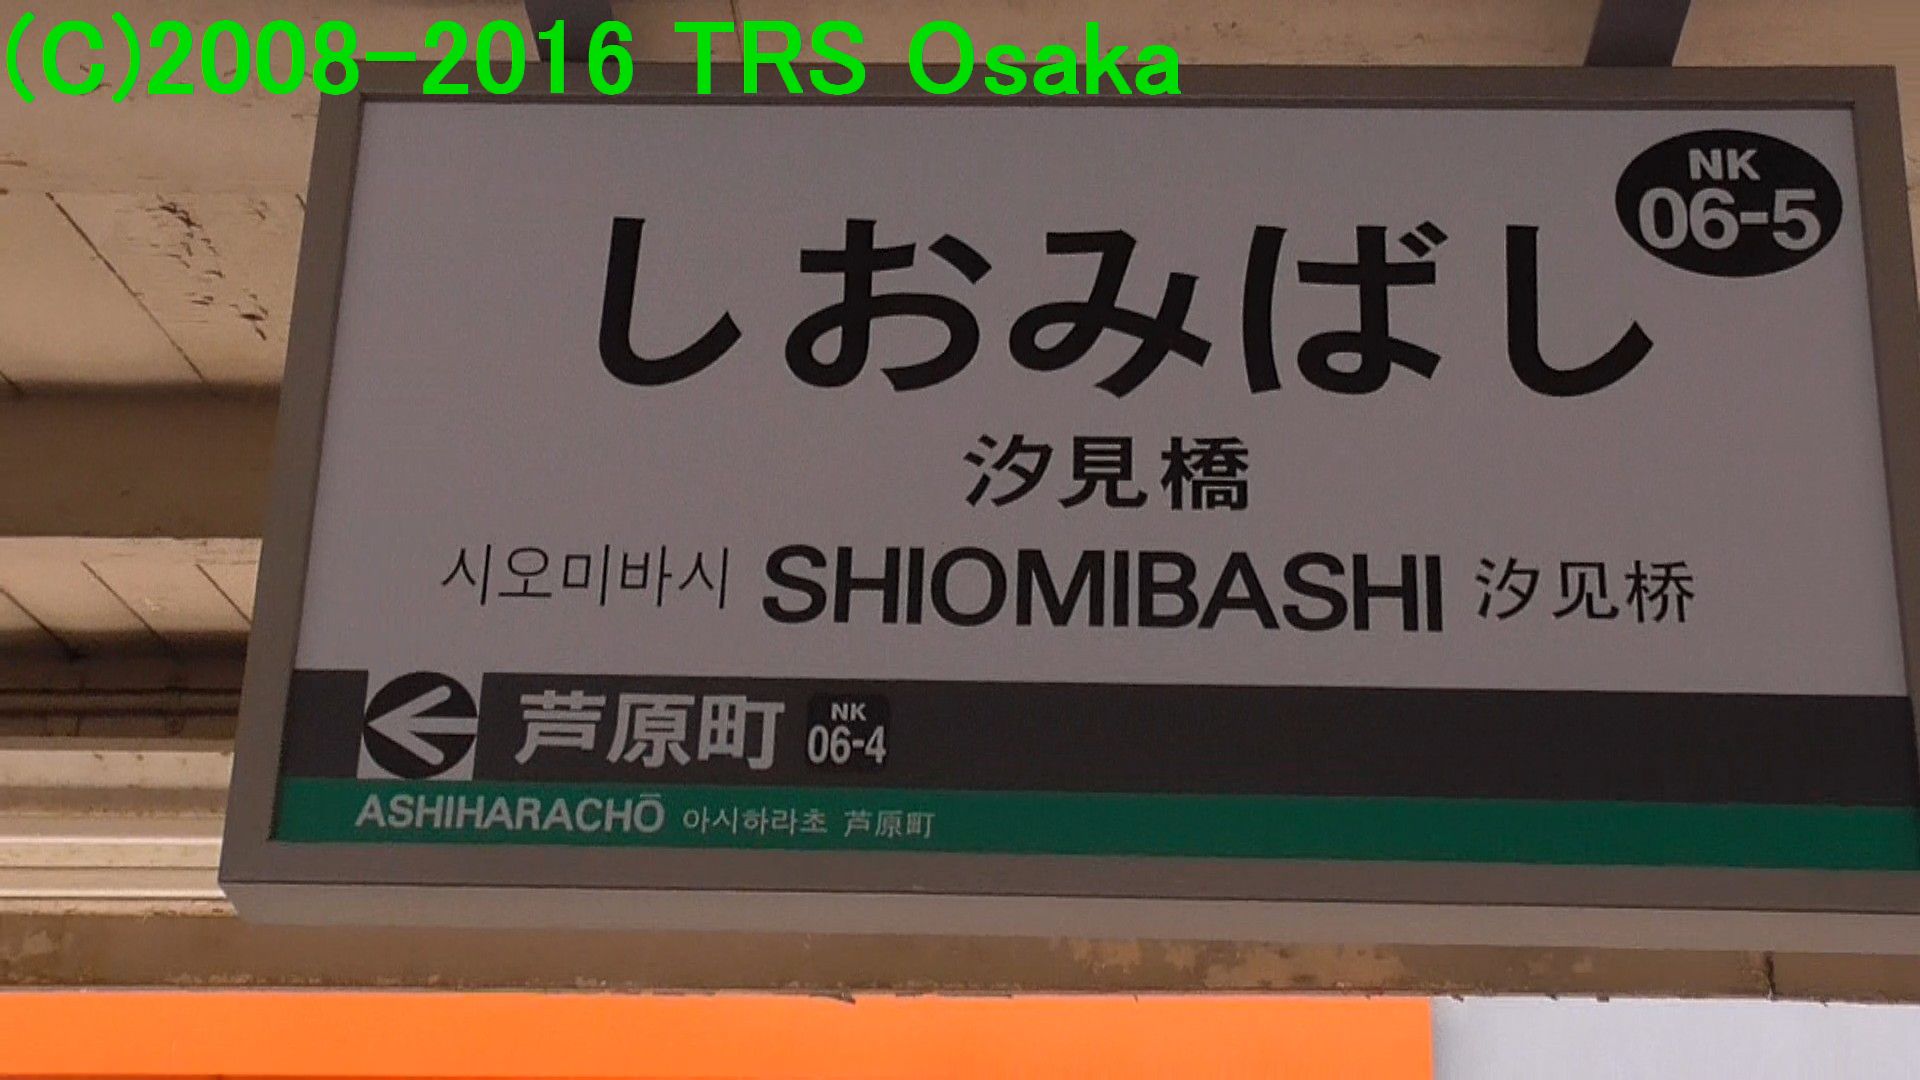 (C)2008-2016 TRS Osaka
NK
06-5
しおみばし
汐見橋
시오미바시 SHIOMIBASHI 汐见桥
芦原町 NK 06-4
ASHIHARACHŌ 아시하라초 芦原町